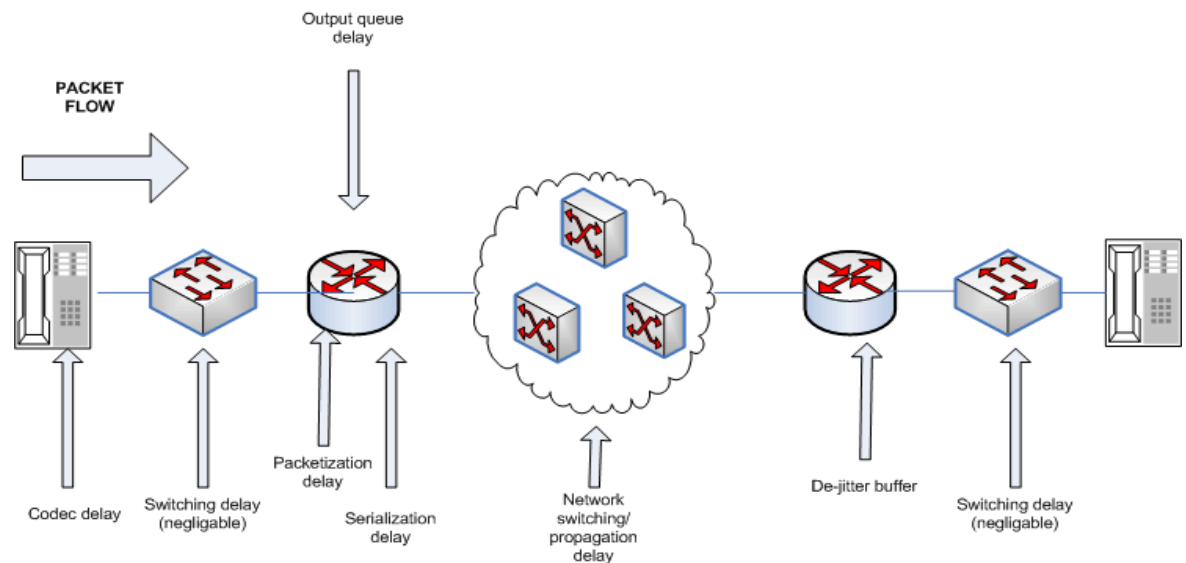 Output queue
delay
PACKET
FLOW
Packetization
delay
Codec delay
Switching delay
(negligable)
Serialization
delay
Network
switching/
propagation
delay
De-jitter buffer
Switching delay
(negligable)